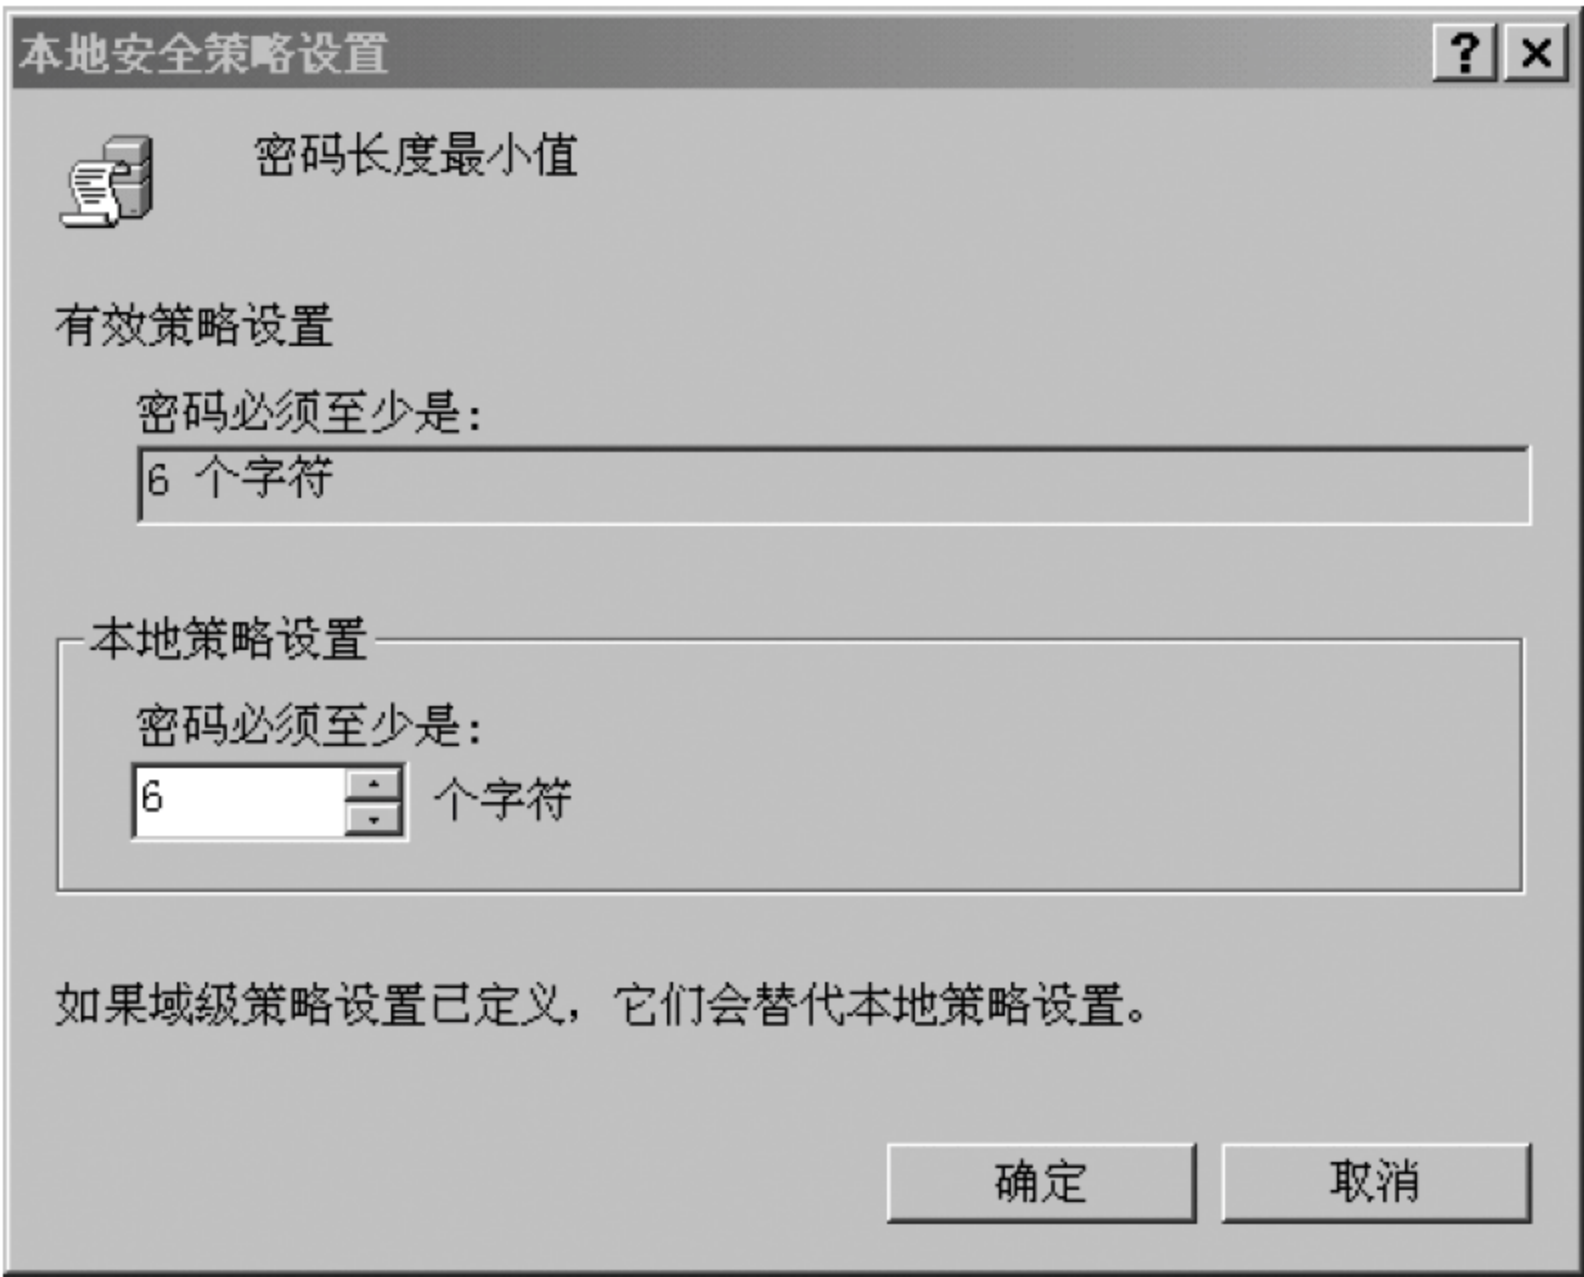 本地安全策略设置
密码长度最小值
有效策略设置
密码必须至少是:
6 个字符
本地策略设置
密码必须至少是:
6 个字符
如果域级策略设置已定义，它们会替代本地策略设置。
确定 取消